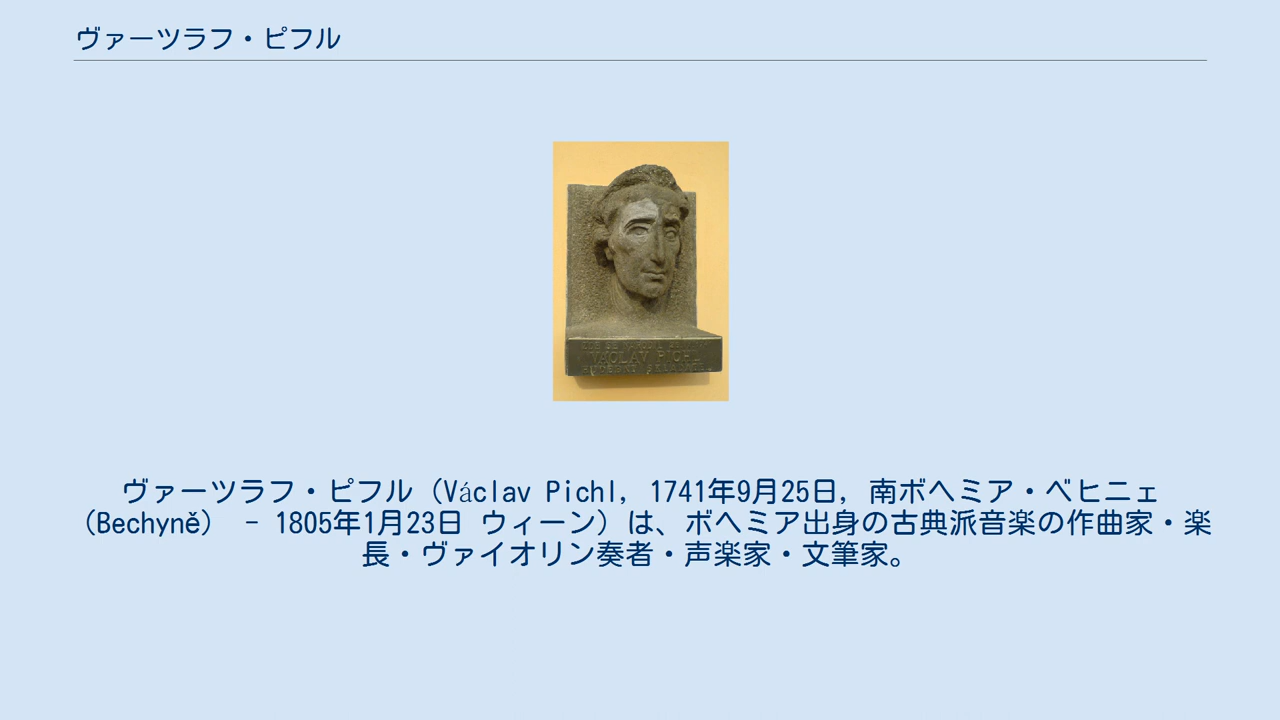 ヴァーツラフ・ピフル
VÁCLAV PICHL
ヴァーツラフ・ピフル（Václav Pichl, 1741年9月25日, 南ボヘミア・ベヒニェ
（Bechyně） - 1805年1月23日 ウィーン）は、ボヘミア出身の古典派音楽の作曲家・楽
長・ヴァイオリン奏者・声楽家・文筆家。